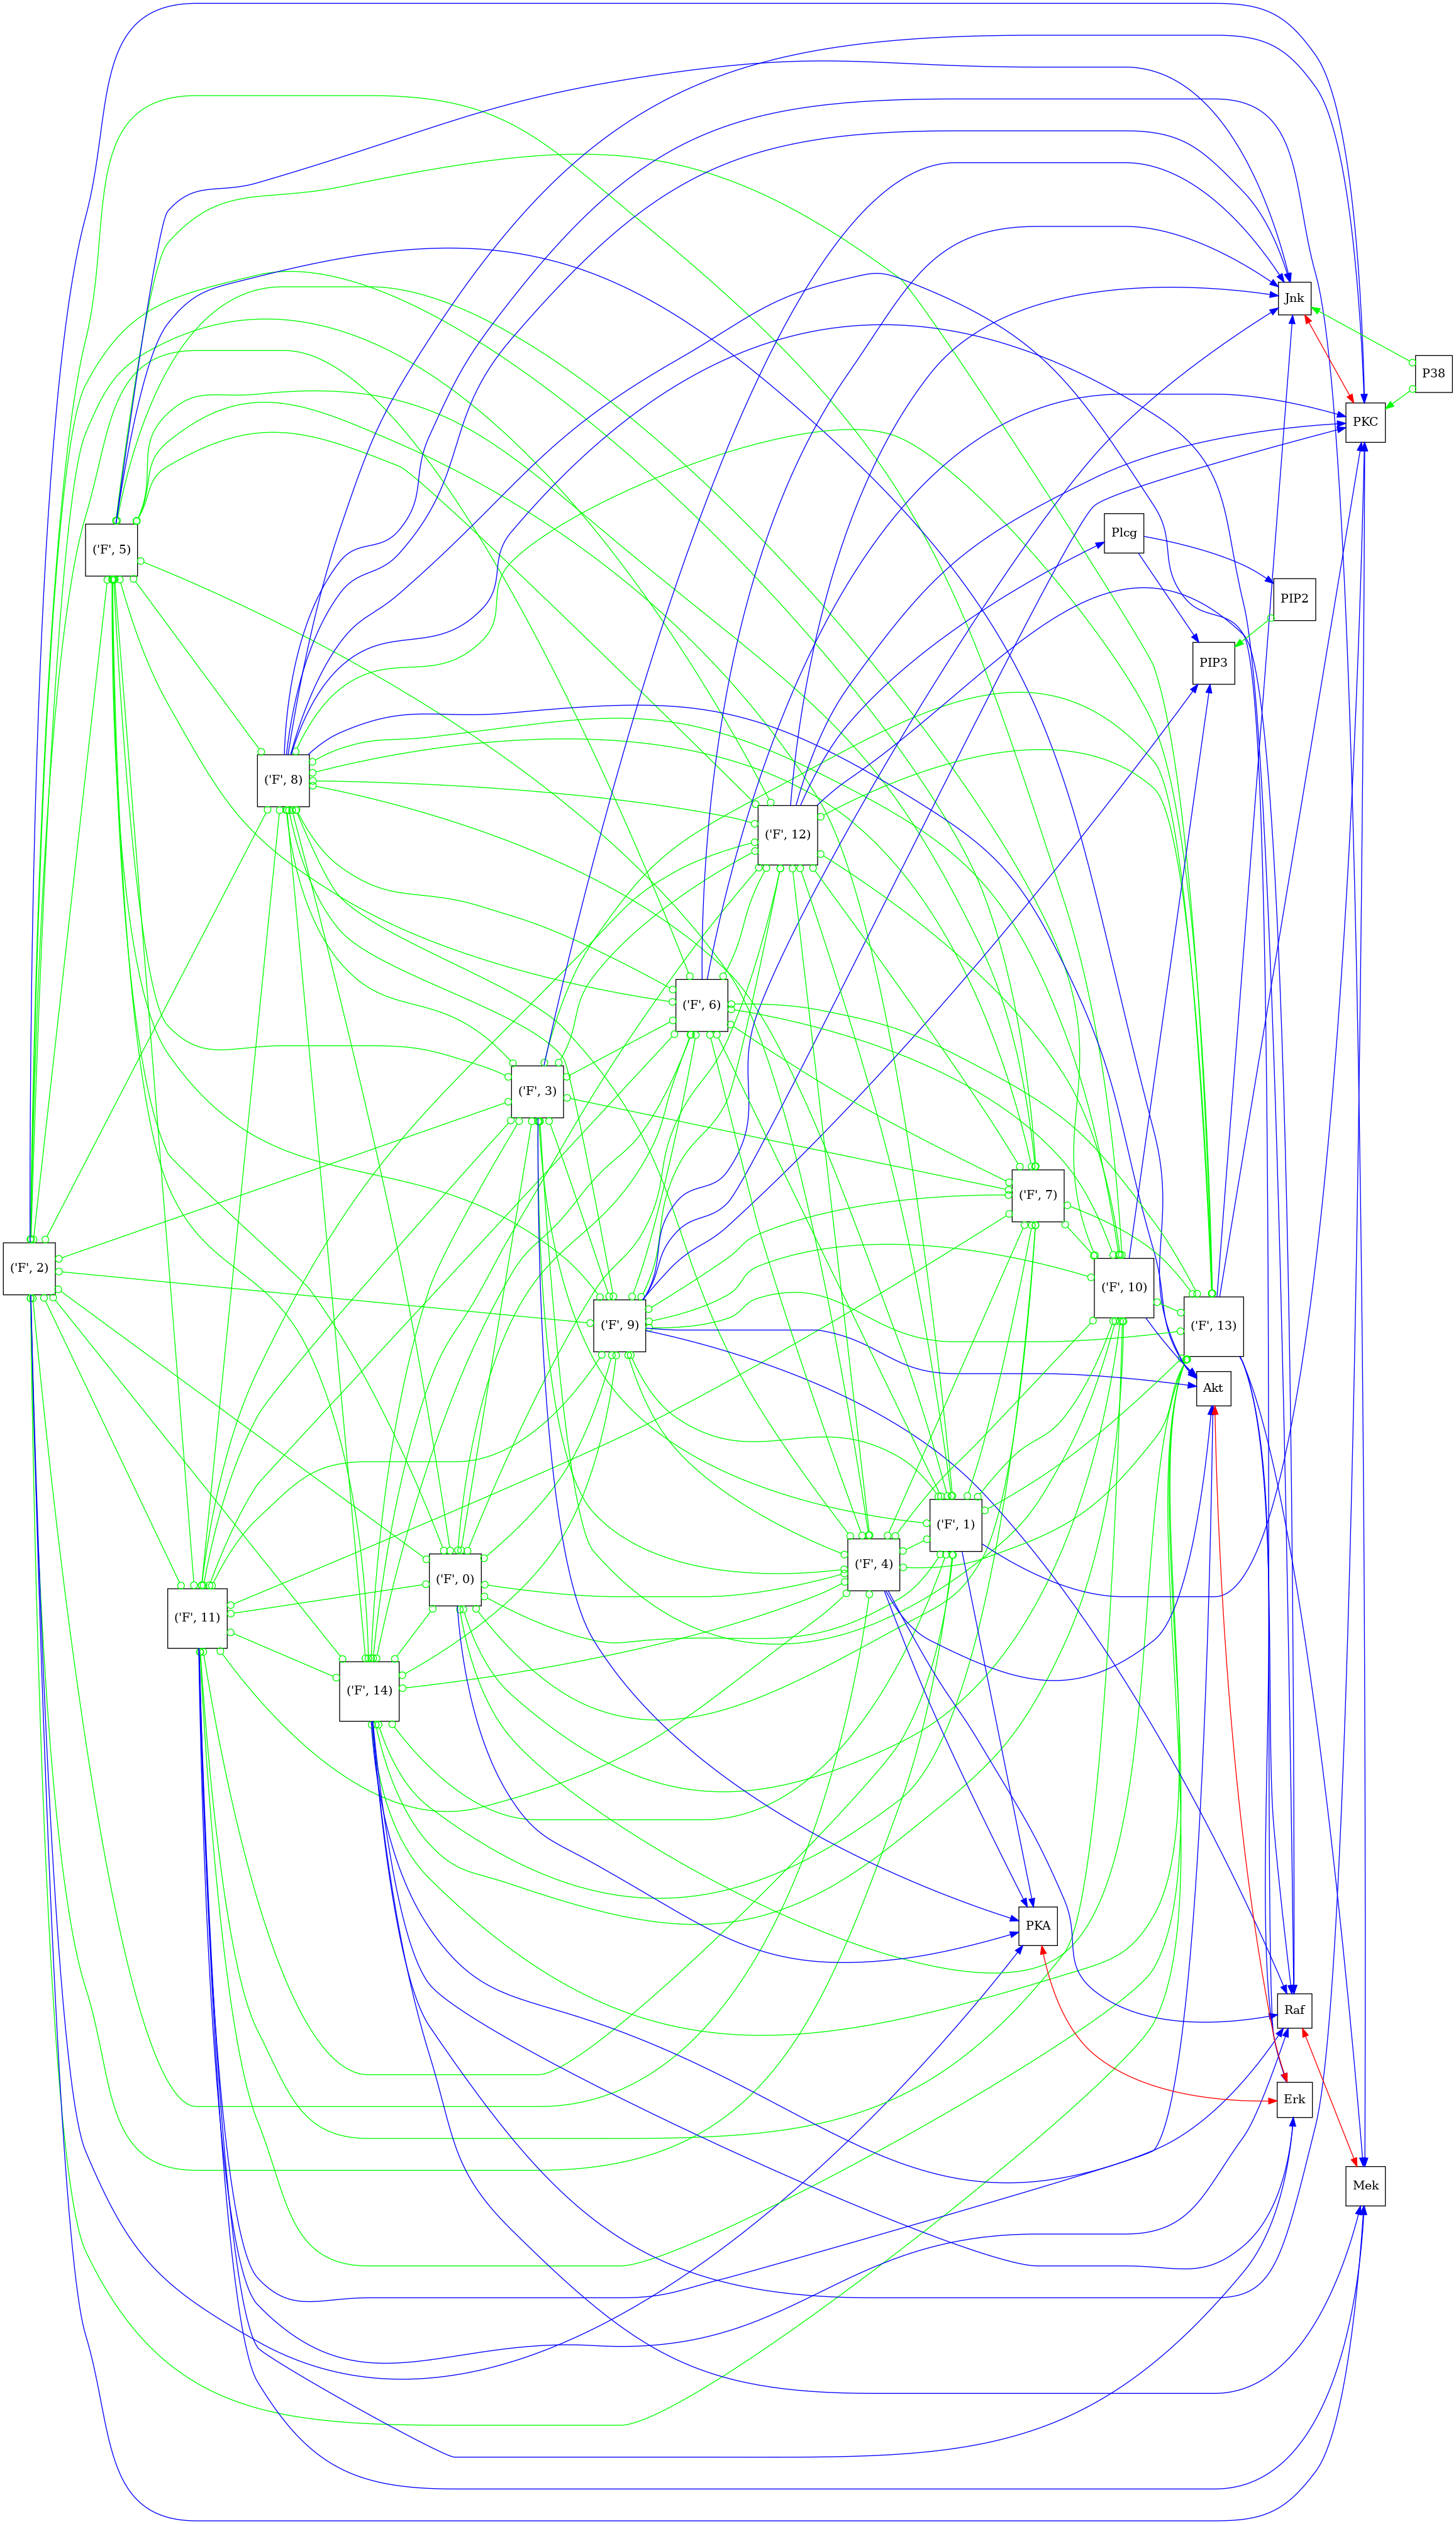 Jnk
P38
PKC
Plcg
('F', 5)
PIP2
PIP3
('F', 8)
('F', 12)
('F', 6)
('F', 3)
('F', 7)
('F', 2)
('F', 10)
('F', 9)
('F', 13)
Akt
('F', 1)
('F', 4)
('F', 0)
('F', 11)
('F', 14)
PKA
Raf
Erk
Mek